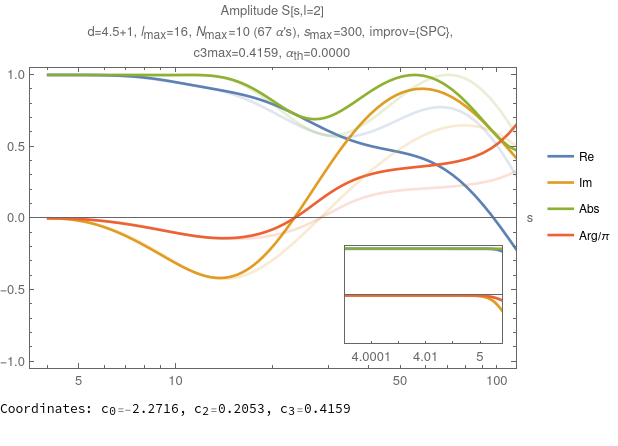 Amplitude S[s,l=2]
d=4.5+1, lmax=16, Nmax=10 (67 α's), smax=300, improv={SPC},
c3max=0.4159, αth=0.0000
1.0
0.5
0.0
−0.5
−1.0
5
10
50
100
s
4.0001
4.01
5
Re
Im
Abs
Arg/π
Coordinates: c0=-2.2716, c2=0.2053, c3=0.4159